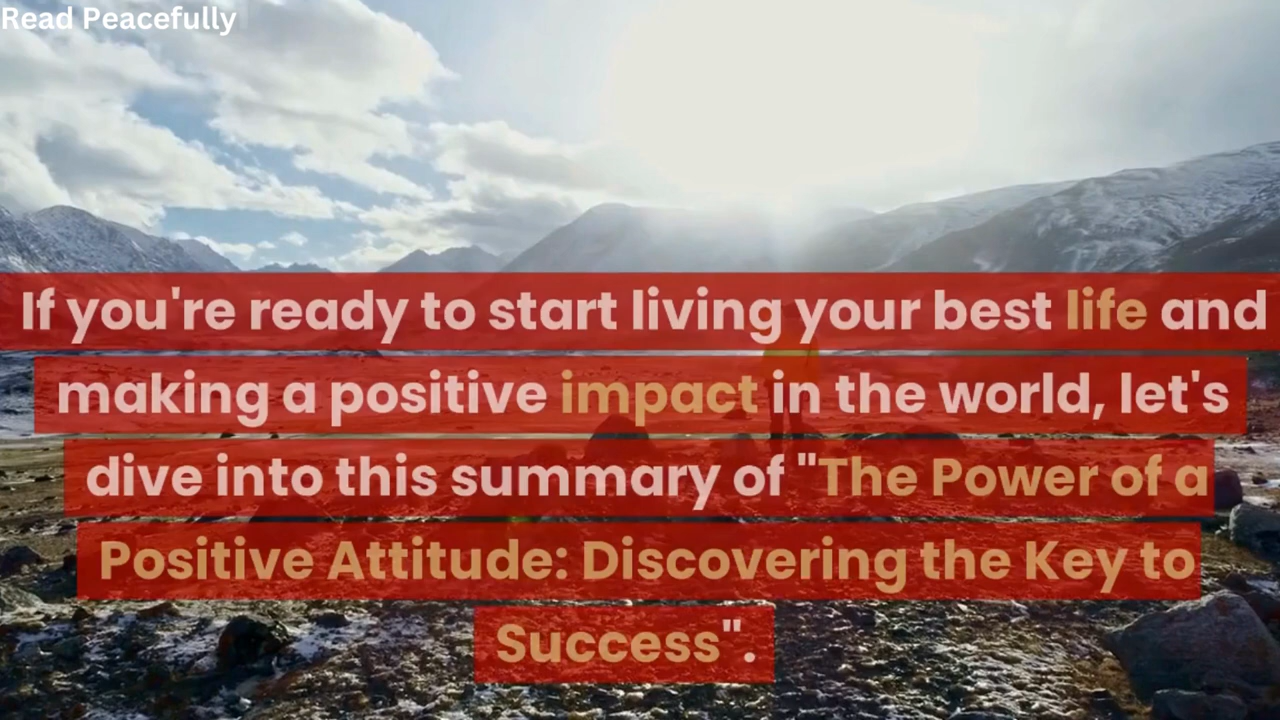 Read Peacefully
If you're ready to start living your best life and
making a positive impact in the world, let's
dive into this summary of "The Power of a
Positive Attitude: Discovering the Key to
Success".